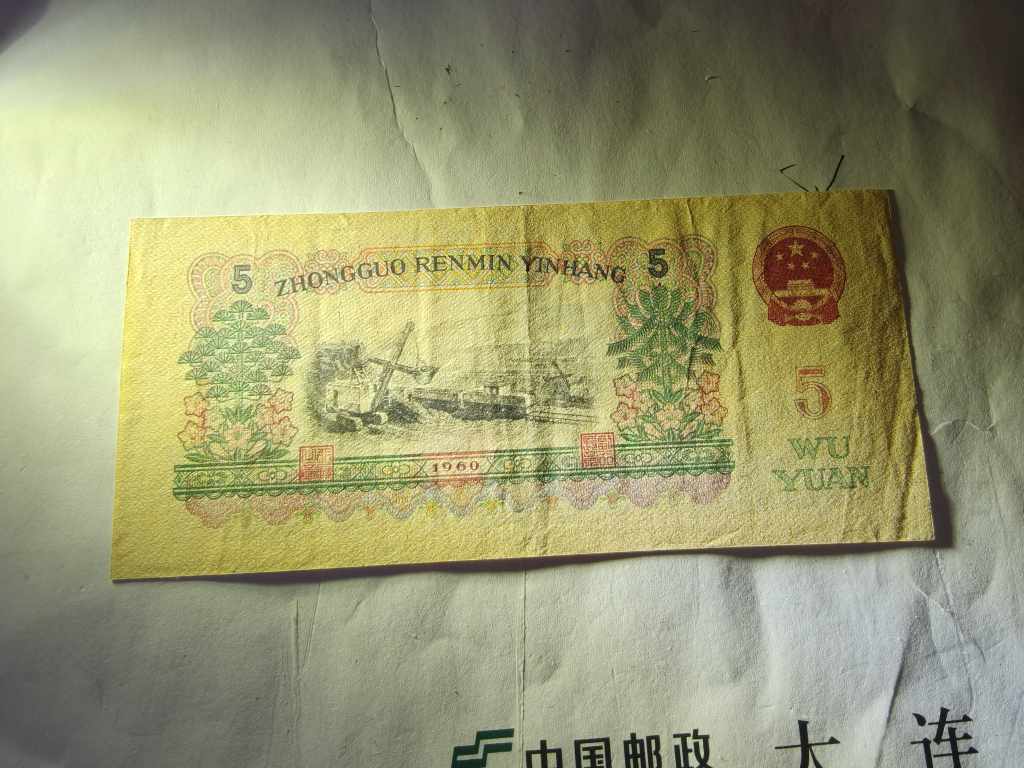 5 ZHONGGUO RENMIN YINHANG 5
1960
5
WU
YUAN
中国邮政 大 连